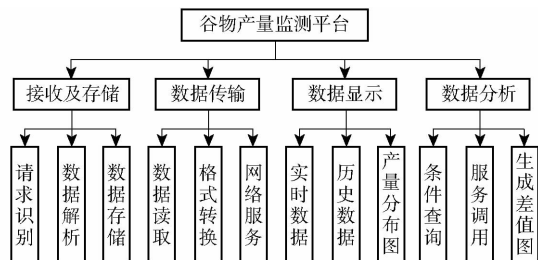 谷物产量监测平台
接收及存储
数据传输
数据显示
数据分析
请求识别
数据解析
数据存储
数据读取
格式转换
网络服务
实时数据
历史数据
产量分布图
条件查询
服务调用
生成差值图